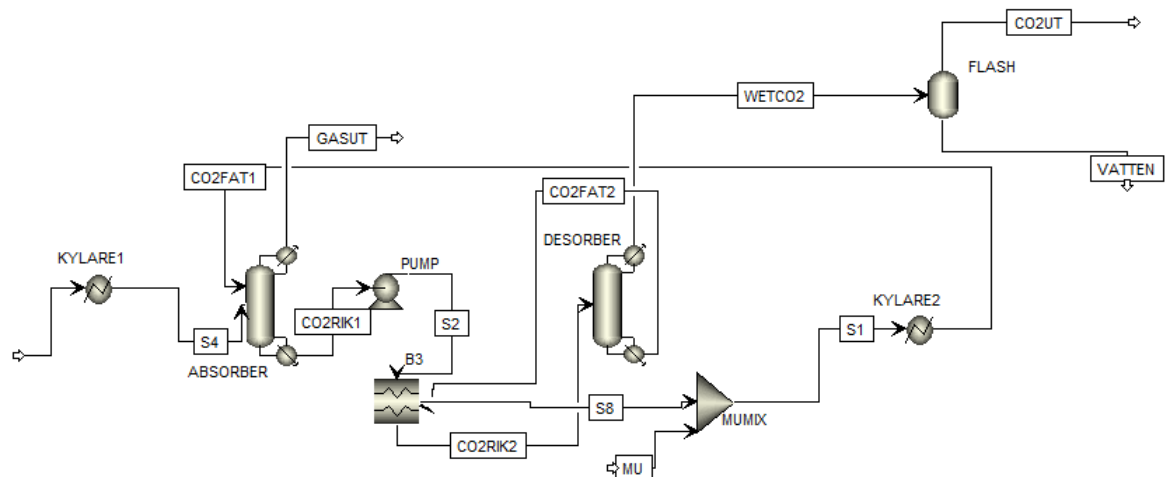 CO2UT
FLASH
WETCO2
GASUT
VATTEN
CO2FAT1
CO2FAT2
DESORBER
KYLARE1
PUMP
KYLARE2
CO2RIK1
S2
S1
S4
ABSORBER
B3
S8
MUMIX
CO2RIK2
MU